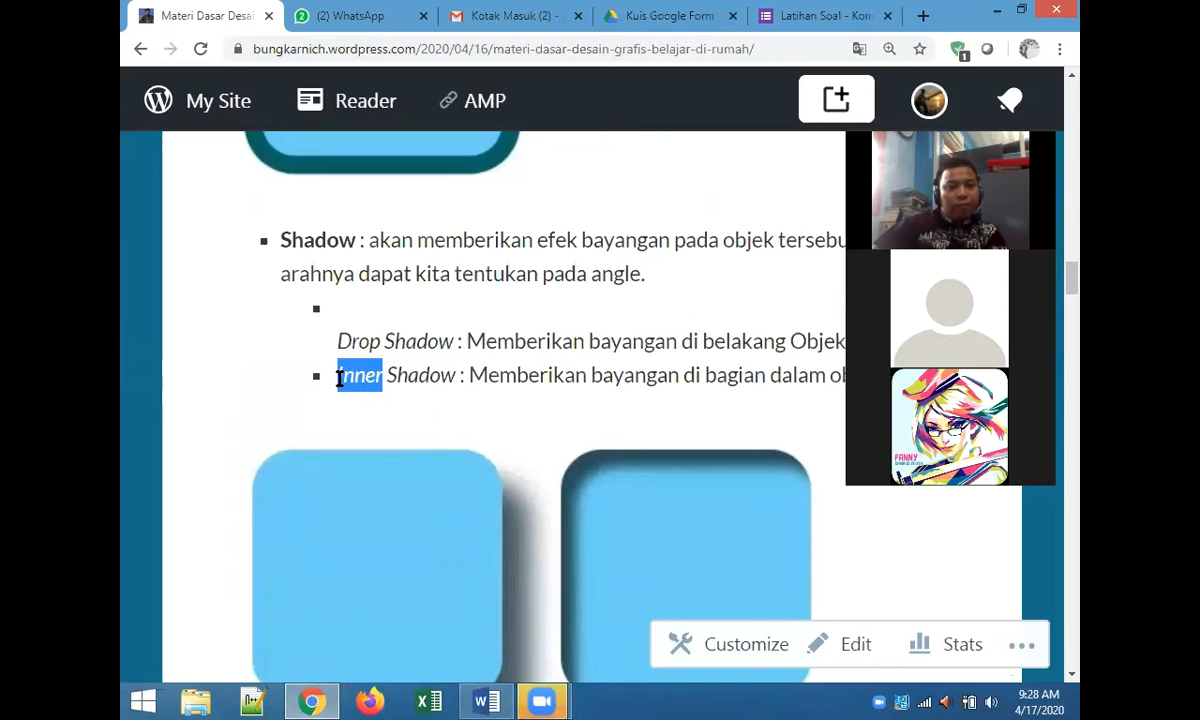 Materi Dasar Desai
(2) WhatsApp
Kotak Masuk (2) -
Kuis Google Form
Latihan Soal - Kom
bungkarnich.wordpress.com/2020/04/16/materi-dasar-desain-grafis-belajar-di-rumah/
1
My Site
Reader
AMP
Shadow : akan memberikan efek bayangan pada objek tersebu
arahnya dapat kita tentukan pada angle.
Drop Shadow : Memberikan bayangan di belakang Objek
Inner Shadow : Memberikan bayangan di bagian dalam ob
FANNY
Customize
Edit
Stats
9:28 AM
4/17/2020